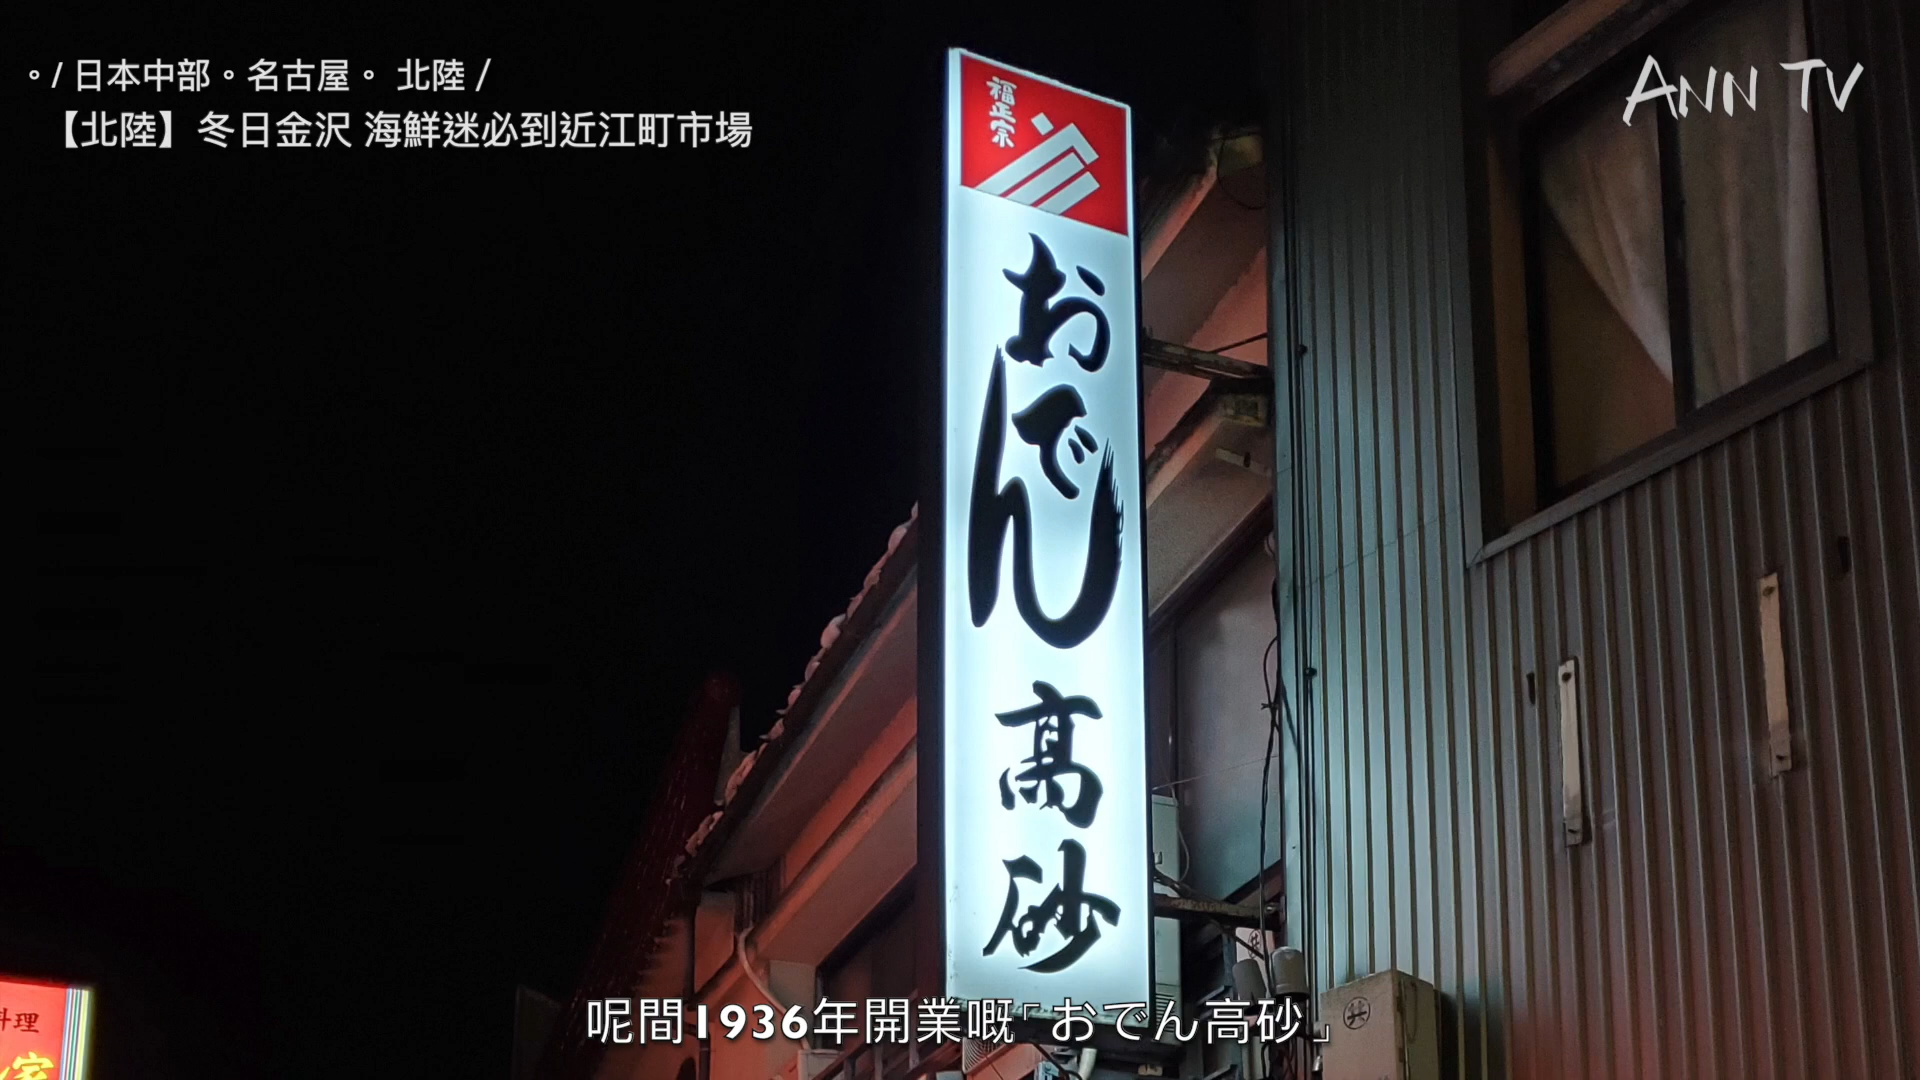 。/ 日本中部。名古屋。 北陸 /
【北陸】冬日金沢 海鮮迷必到近江町市場
ANN TV
福正宗
おでん 高砂
料理
家
呢間1936年開業嘅「おでん高砂」